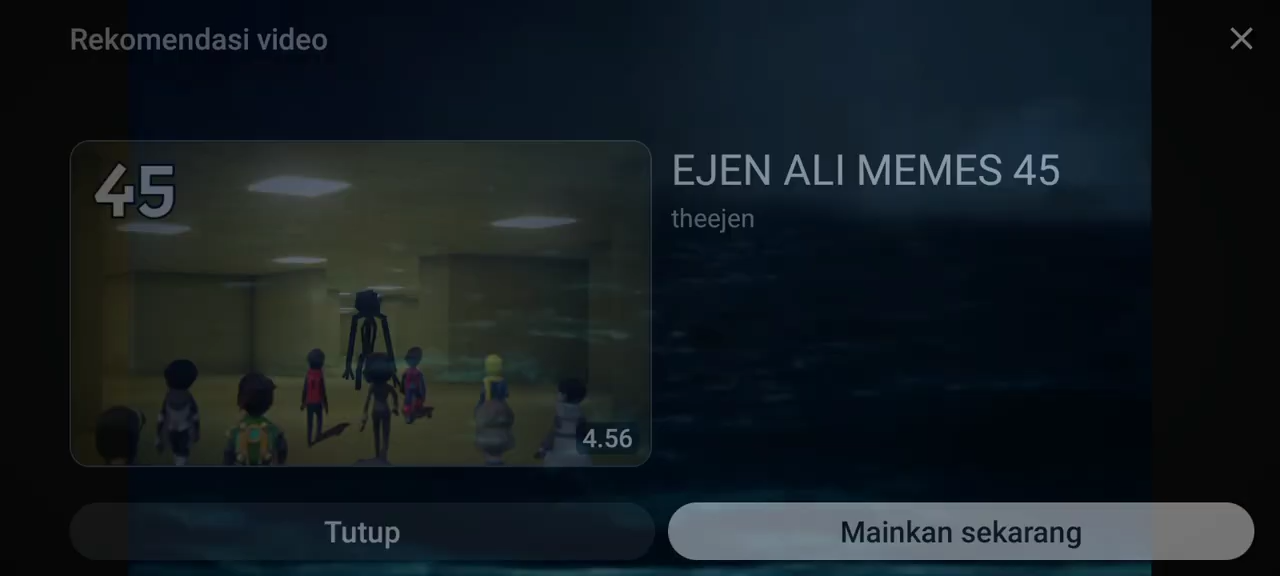 Rekomendasi video
45
EJEN ALI MEMES 45
theejen
4.56
Tutup
Mainkan sekarang